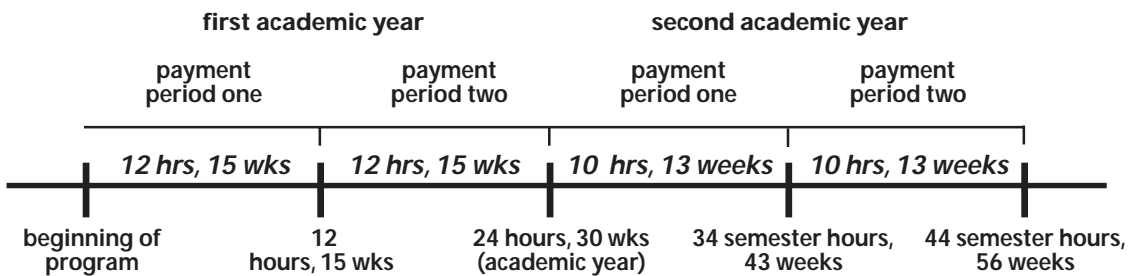 first academic year second academic year
payment period one
payment period two
payment period one
payment period two
12 hrs, 15 wks 12 hrs, 15 wks 10 hrs, 13 weeks 10 hrs, 13 weeks
beginning of
program
12
hours, 15 wks
24 hours, 30 wks
(academic year)
34 semester hours,
43 weeks
44 semester hours,
56 weeks